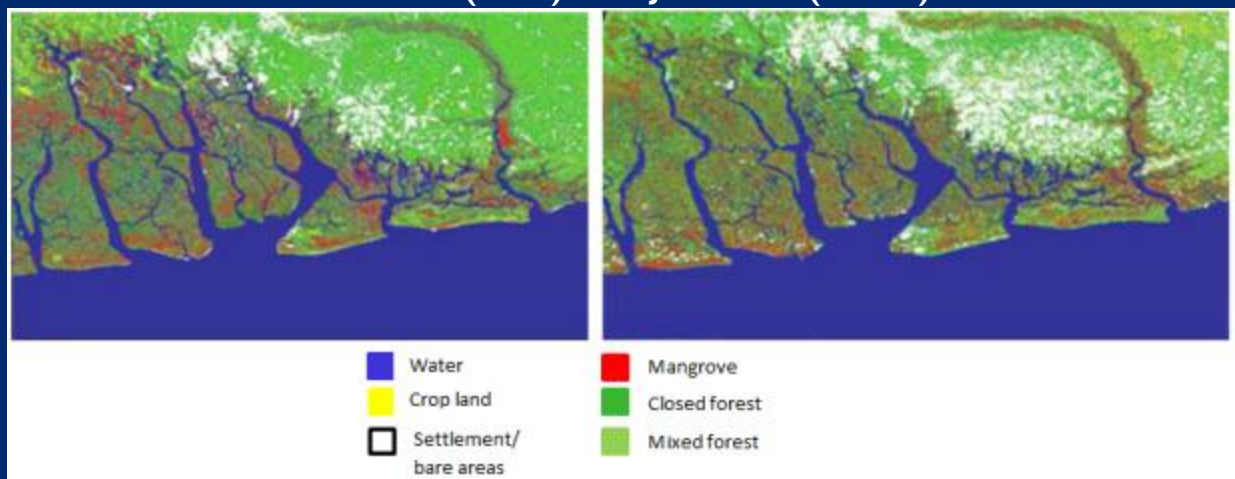 Water
Mangrove
Crop land
Closed forest
Settlement/
bare areas
Mixed forest